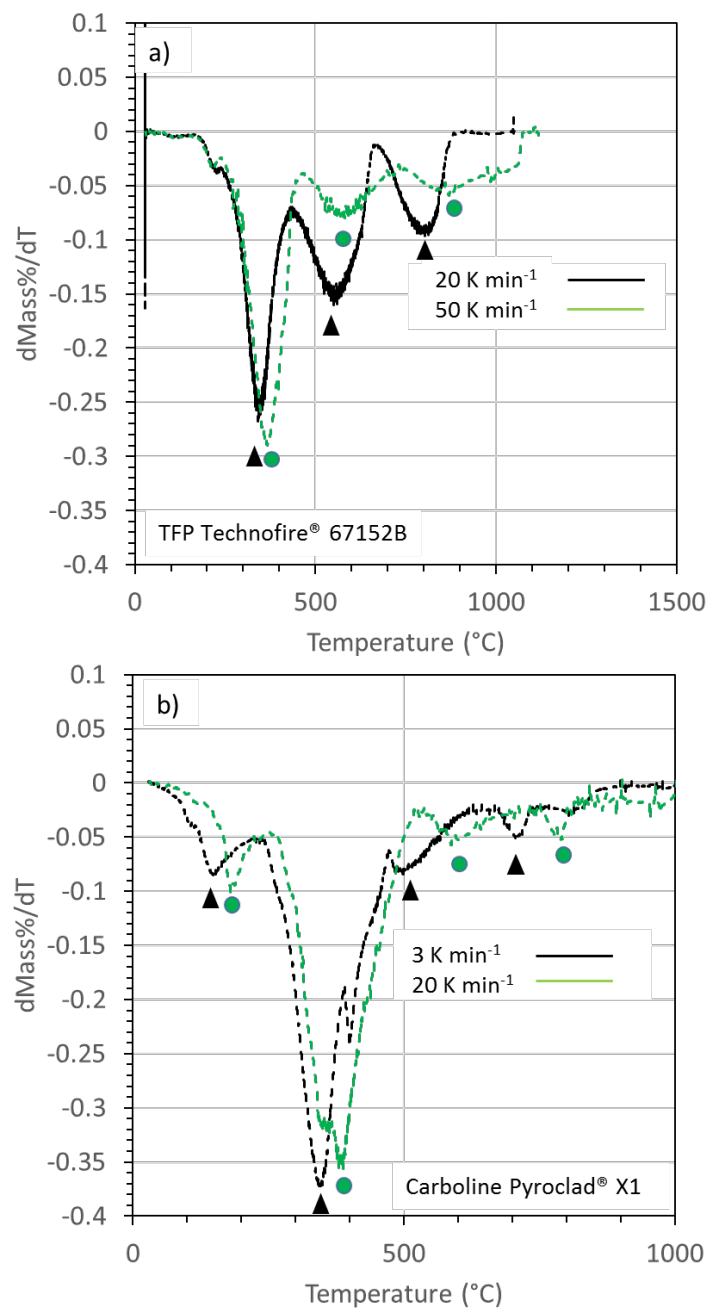 0.1
a)
0.05
0
-0.05
-0.1
-0.15
-0.2
-0.25
-0.3
-0.35
-0.4
dMass%/dT
20 K min-1
50 K min-1
TFP Technofire® 67152B
0 500 1000 1500
Temperature (°C)
0.1
b)
0.05
0
-0.05
-0.1
-0.15
-0.2
-0.25
-0.3
-0.35
-0.4
dMass%/dT
3 K min-1
20 K min-1
Carboline Pyroclad® X1
0 500 1000
Temperature (°C)